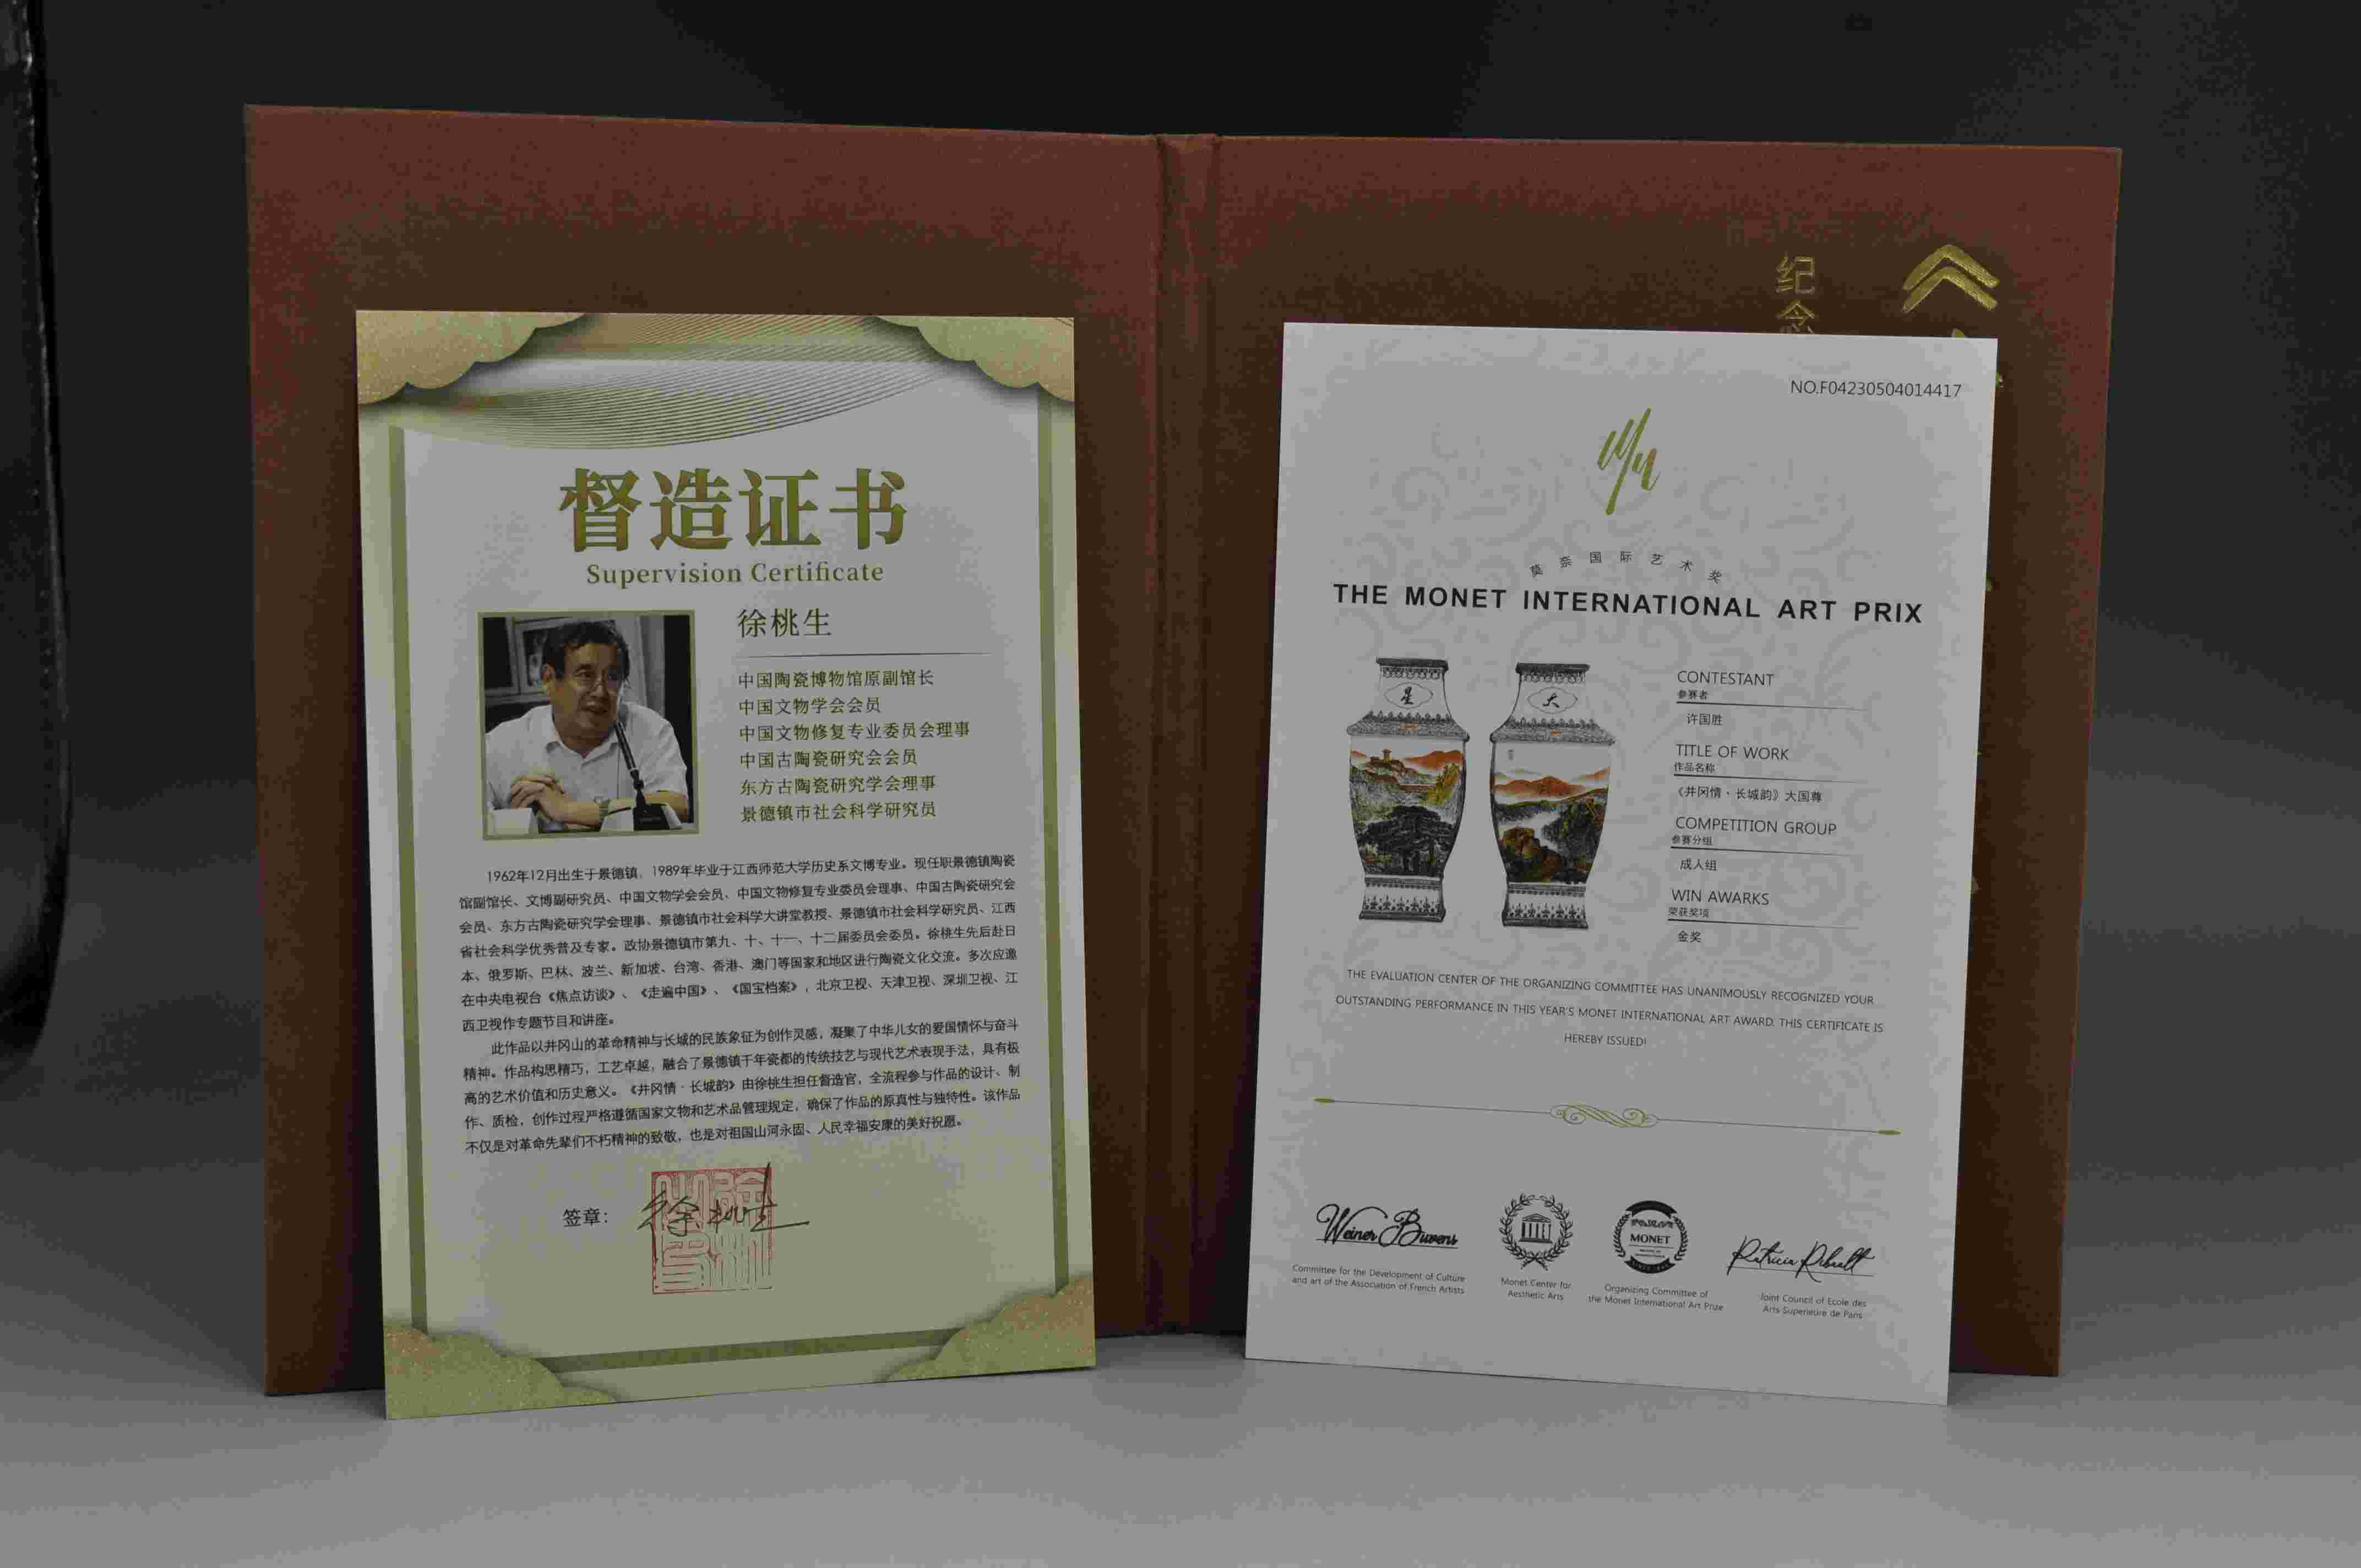 纪念
督造证书
Supervision Certificate
徐桃生
中国陶瓷博物馆原副馆长
中国文物学会会员
中国文物修复专业委员会理事
中国古陶瓷研究会会员
东方古陶瓷研究学会理事
景德镇市社会科学研究员
1962年12月出生于景德镇，1989年毕业于江西师范大学历史系文博专业。现任职景德镇陶瓷
馆副馆长、文博副研究员、中国文物学会会员、中国文物修复专业委员会理事、中国古陶瓷研究会
会员、东方古陶瓷研究学会理事、景德镇市社会科学大讲堂教授、景德镇市社会科学研究员、江西
省社会科学优秀普及专家。政协景德镇市第九、十、十一、十二届委员会委员。徐桃生先后赴日
本、俄罗斯、巴林、波兰、新加坡、台湾、香港、澳门等国家和地区进行陶瓷文化交流。多次应邀
在中央电视台《焦点访谈》、《走遍中国》、《国宝档案》，北京卫视、天津卫视、深圳卫视、江
西卫视作专题节目和讲座。
此作品以井冈山的革命精神与长城的民族象征为创作灵感，凝聚了中华儿女的爱国情怀与奋斗
精神。作品构思精巧，工艺卓越，融合了景德镇千年瓷都的传统技艺与现代艺术表现手法，具有极
高的艺术价值和历史意义。《井冈情·长城韵》由徐桃生担任督造官，全流程参与作品的设计、制
作、质检，创作过程严格遵循国家文物和艺术品管理规定，确保了作品的原真性与独特性。该作品
不仅是对革命先辈们不朽精神的致敬，也是对祖国山河永固、人民幸福安康的美好祝愿。
签章：
徐桃生
NO.F04230504014417
莫奈国际艺术奖
THE MONET INTERNATIONAL ART PRIX
星
大
CONTESTANT
参赛者
许国胜
TITLE OF WORK
作品名称
《井冈情·长城韵》大国尊
COMPETITION GROUP
参赛分组
成人组
WIN AWARKS
荣获奖项
金奖
THE EVALUATION CENTER OF THE ORGANIZING COMMITTEE HAS UNANIMOUSLY RECOGNIZED YOUR
OUTSTANDING PERFORMANCE IN THIS YEAR'S MONET INTERNATIONAL ART AWARD. THIS CERTIFICATE IS
HEREBY ISSUED!
MONET
Committee for the Development of Culture
and art of the Association of French Artists
Monet Center for
Aesthetic Arts
Organizing Committee of
the Monet International Art Prize
Joint Council of Ecole des
Arts Superieure de Paris